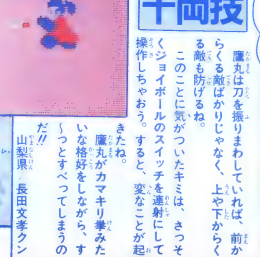 十両技
鷹丸は刀を振りまわしていれば、前か
らくる敵ばかりじゃなく、上や下からく
る敵も防げるね。
このことに気がついたキミは、さっそ
くジョイボールのスイッチを連射にして
操作しちゃおう。すると、変なことが起
きたね。
鷹丸がカマキリ拳みた
いな格好をしながら、す
〜っとすべってしまうの
だ!!
山梨県・長田文孝クン